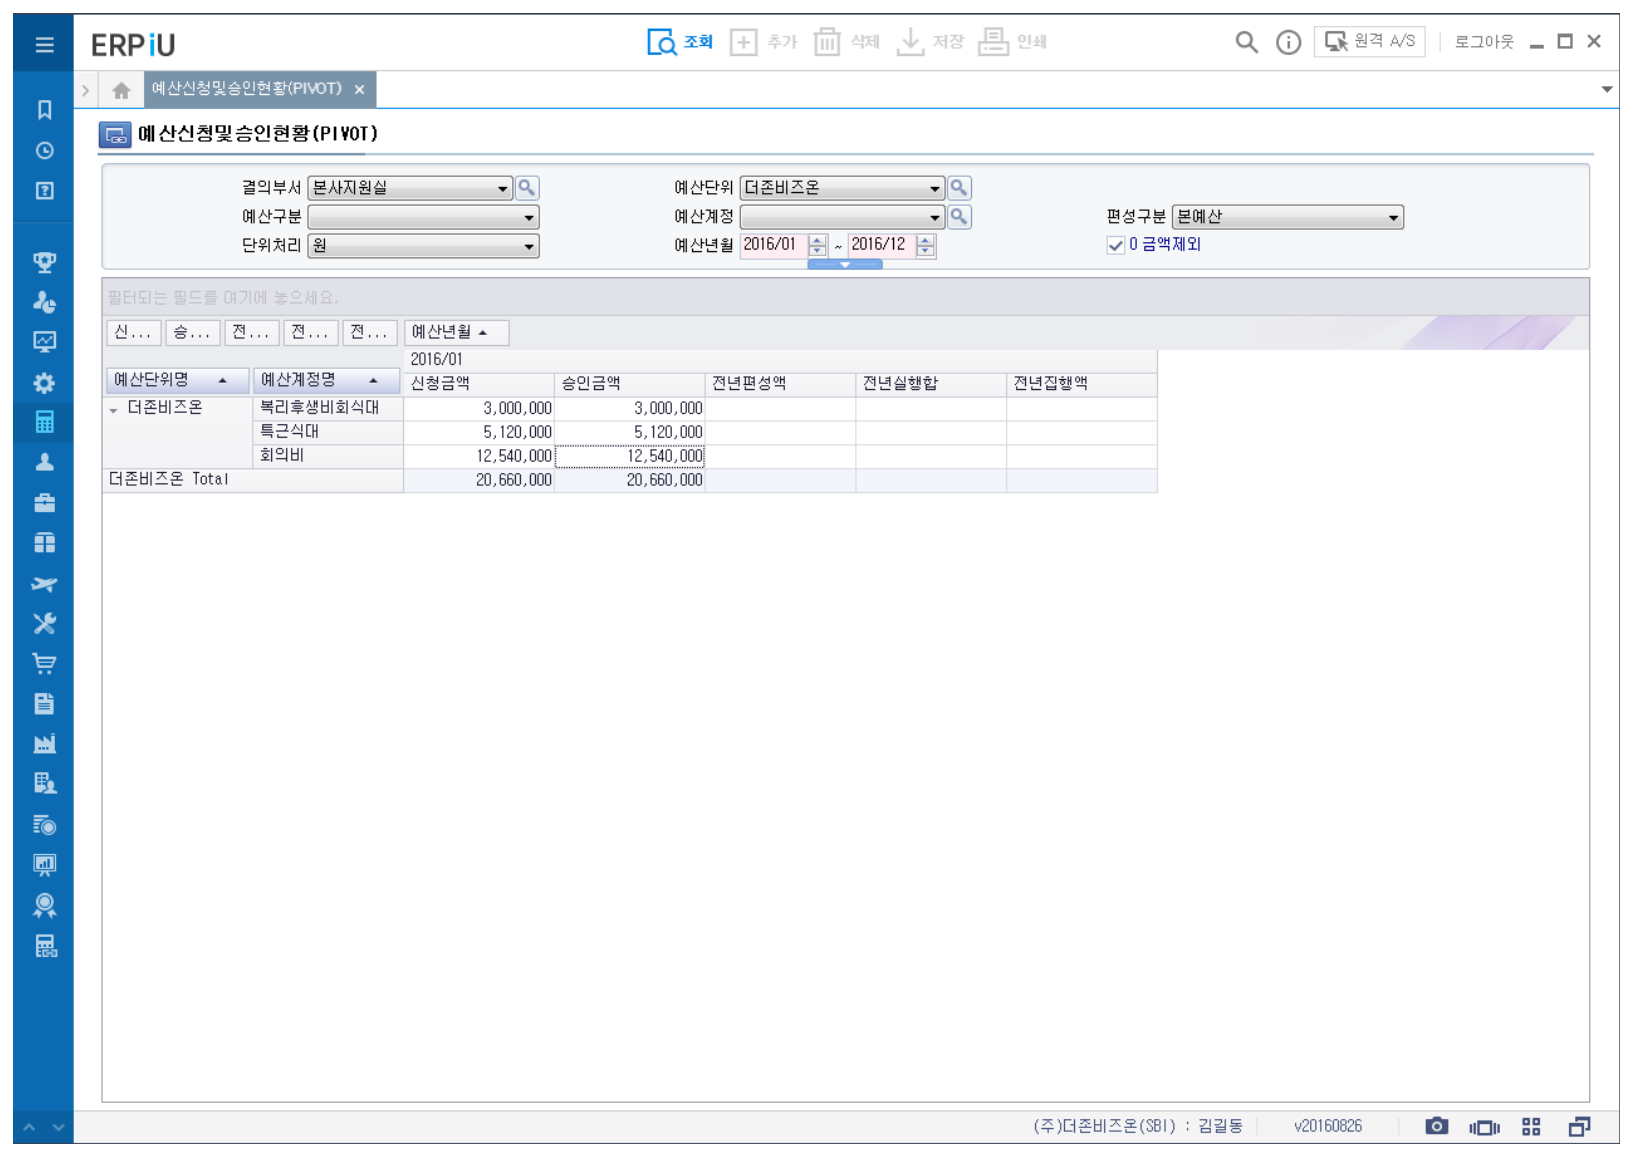 ERPiU 조회 추가 삭제 저장 인쇄 원격 A/S 로그아웃
예산신청및승인현황(PIVOT) ×
예산신청및승인현황(PIVOT)
결의부서 본사지원실 예산단위 더존비즈온
예산구분 예산계정 편성구분 본예산
단위처리 원 예산년월 2016/01 ~ 2016/12 0 금액제외
필터되는 필드를 여기에 놓으세요.
신... 승... 전... 전... 전... 예산년월
2016/01
예산단위명 예산계정명 신청금액 승인금액 전년편성액 전년실행합 전년집행액
더존비즈온 복리후생비회식대 3,000,000 3,000,000
특근식대 5,120,000 5,120,000
회의비 12,540,000 12,540,000
더존비즈온 Total 20,660,000 20,660,000
(주)더존비즈온(SBI) : 김길동 v20160826